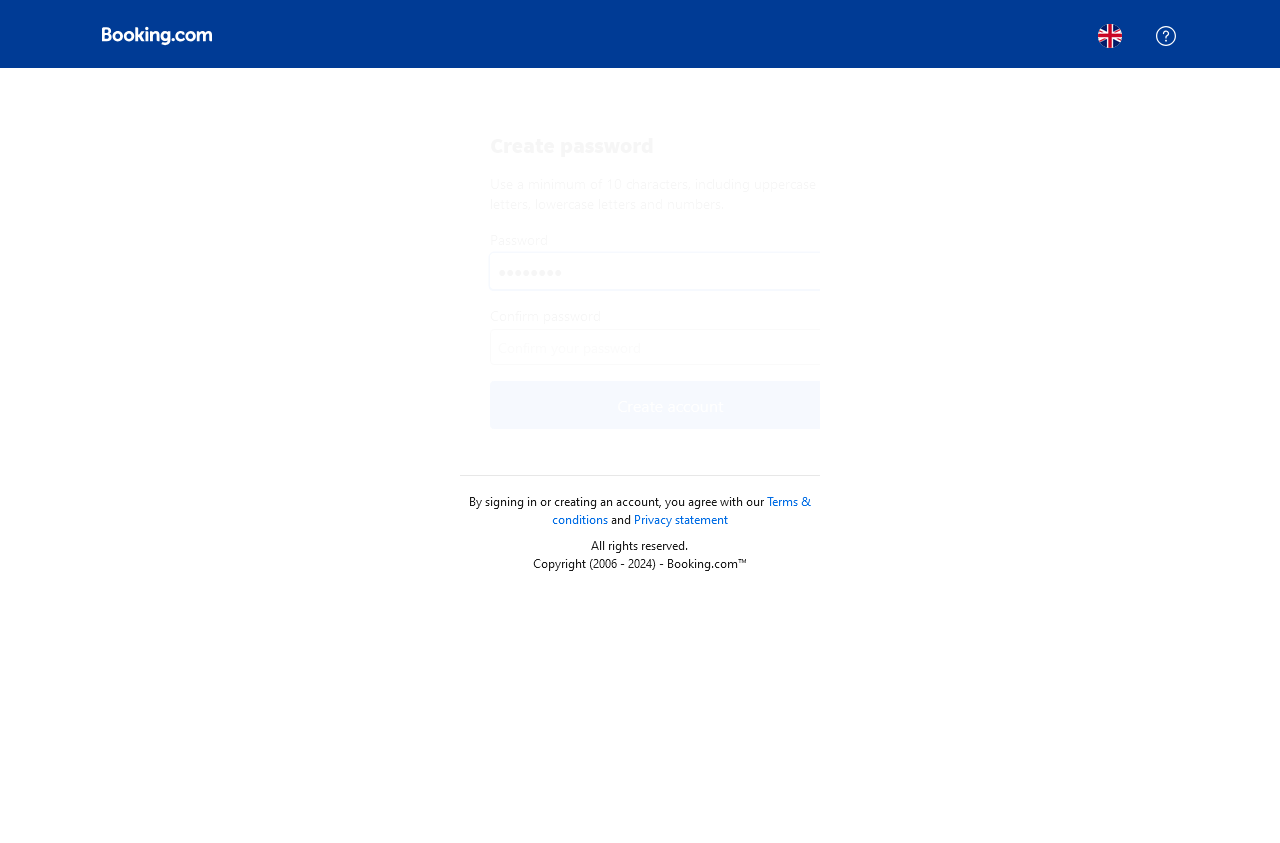 Booking.com
Create password
Use a minimum of 10 characters, including uppercase
letters, lowercase letters and numbers.
Password
••••••••
Confirm password
Confirm your password
Create account
By signing in or creating an account, you agree with our Terms &
conditions and Privacy statement
All rights reserved.
Copyright (2006 - 2024) - Booking.com™